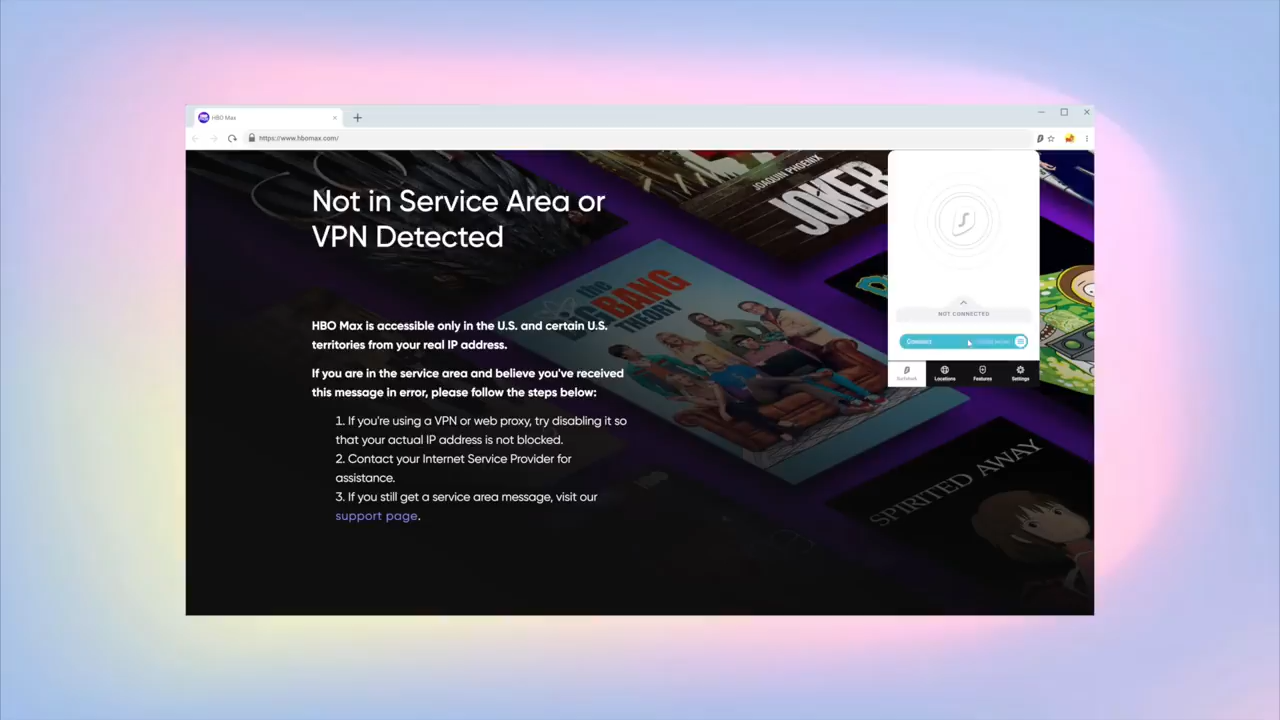 HBO Max
https://www.hbomax.com/
Not in Service Area or
VPN Detected
HBO Max is accessible only in the U.S. and certain U.S.
territories from your real IP address.
If you are in the service area and believe you've received
this message in error, please follow the steps below:
1. If you're using a VPN or web proxy, try disabling it so
that your actual IP address is not blocked.
2. Contact your Internet Service Provider for
assistance.
3. If you still get a service area message, visit our
support page.
JOAQUIN PHOENIX
JOKER
the
BIG BANG
THEORY
SPIRITED AWAY
HBO
NOT CONNECTED
Connect
Surfshark
Locations
Features
Settings